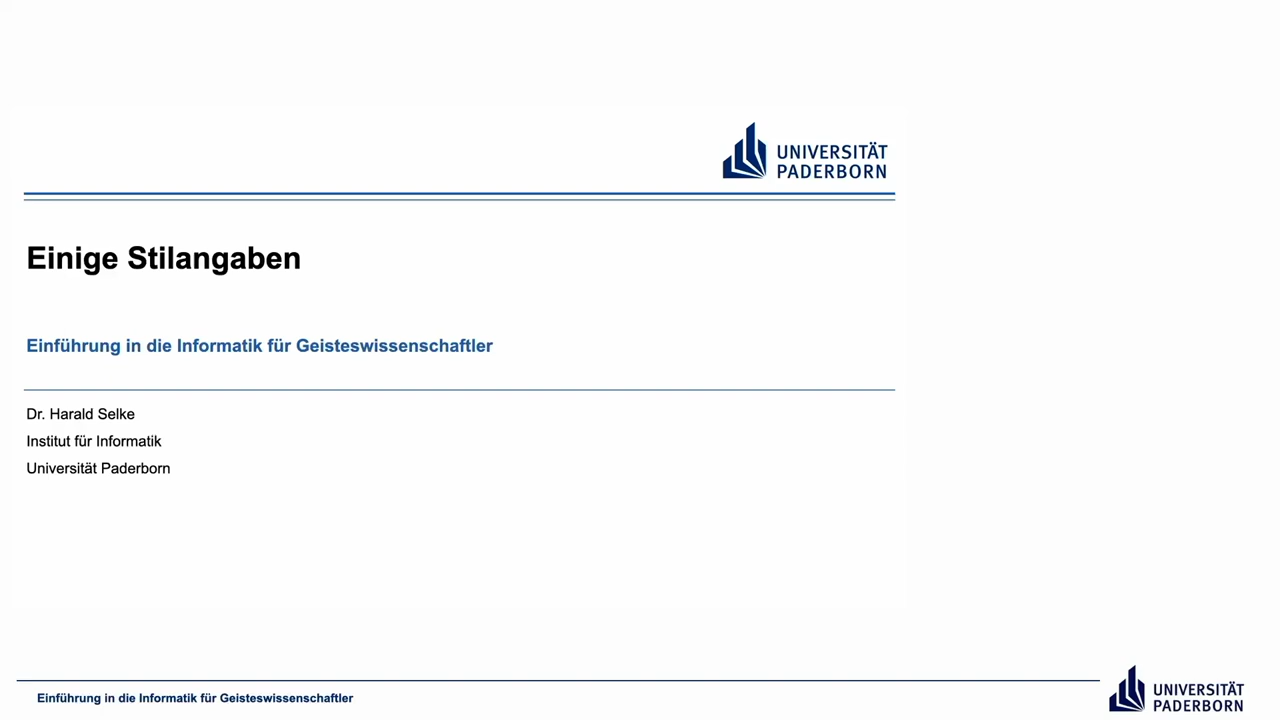 UNIVERSITÄT
PADERBORN
Einige Stilangaben
Einführung in die Informatik für Geisteswissenschaftler
Dr. Harald Selke
Institut für Informatik
Universität Paderborn
Einführung in die Informatik für Geisteswissenschaftler
UNIVERSITÄT
PADERBORN